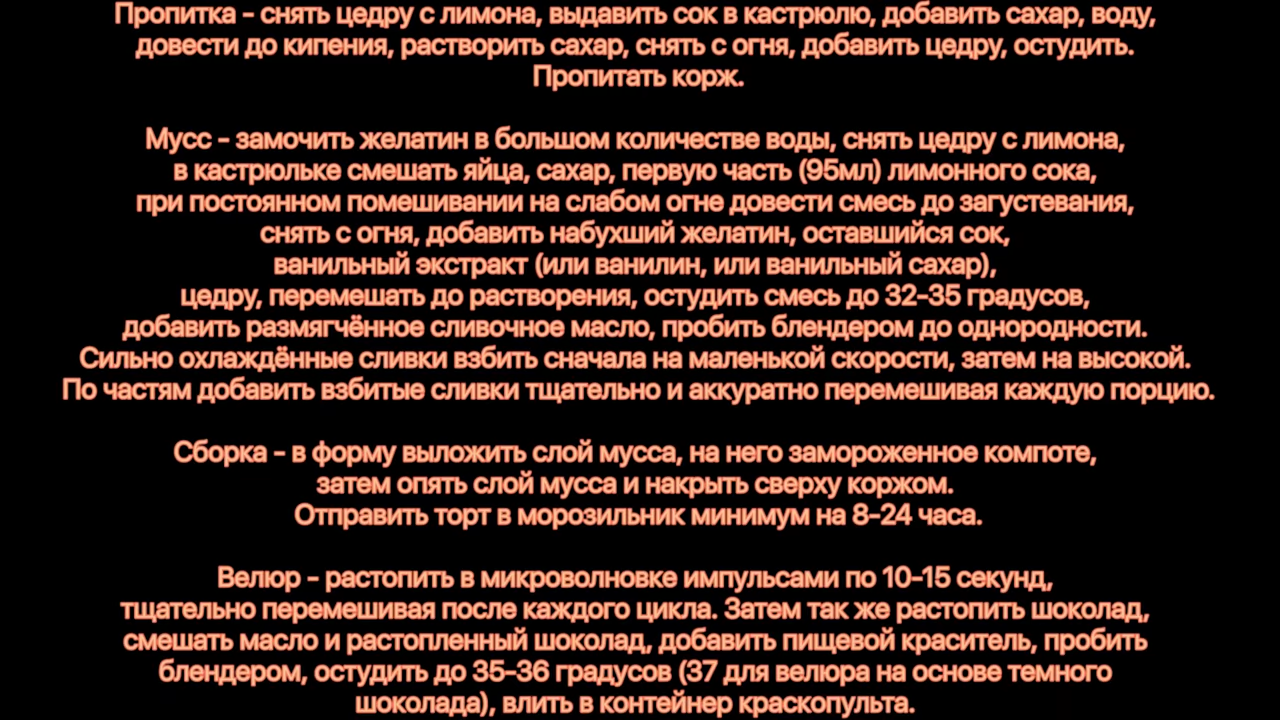 Пропитка - снять цедру с лимона, выдавить сок в кастрюлю, добавить сахар, воду,
довести до кипения, растворить сахар, снять с огня, добавить цедру, остудить.
Пропитать корж.
Мусс - замочить желатин в большом количестве воды, снять цедру с лимона,
в кастрюльке смешать яйца, сахар, первую часть (95мл) лимонного сока,
при постоянном помешивании на слабом огне довести смесь до загустевания,
снять с огня, добавить набухший желатин, оставшийся сок,
ванильный экстракт (или ванилин, или ванильный сахар),
цедру, перемешать до растворения, остудить смесь до 32-35 градусов,
добавить размягчённое сливочное масло, пробить блендером до однородности.
Сильно охлаждённые сливки взбить сначала на маленькой скорости, затем на высокой.
По частям добавить взбитые сливки тщательно и аккуратно перемешивая каждую порцию.
Сборка - в форму выложить слой мусса, на него замороженное компоте,
затем опять слой мусса и накрыть сверху коржом.
Отправить торт в морозильник минимум на 8-24 часа.
Велюр - растопить в микроволновке импульсами по 10-15 секунд,
тщательно перемешивая после каждого цикла. Затем так же растопить шоколад,
смешать масло и растопленный шоколад, добавить пищевой краситель, пробить
блендером, остудить до 35-36 градусов (37 для велюра на основе темного
шоколада), влить в контейнер краскопульта.